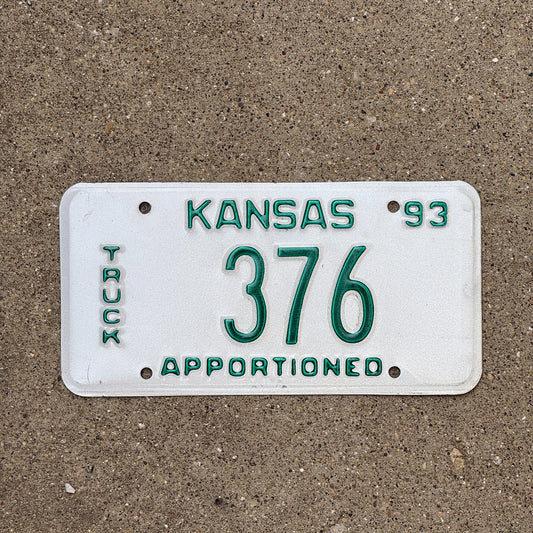 KANSAS 93
TRUCK
376
APPORTIONED